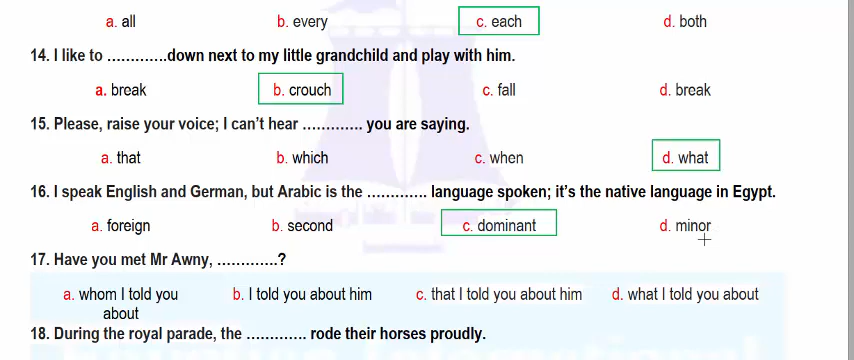 a. all b. every c. each d. both
14. I like to ………….down next to my little grandchild and play with him.
a. break b. crouch c. fall d. break
15. Please, raise your voice; I can’t hear …………. you are saying.
a. that b. which c. when d. what
16. I speak English and German, but Arabic is the …………. language spoken; it’s the native language in Egypt.
a. foreign b. second c. dominant d. minor
17. Have you met Mr Awny, ………….?
a. whom I told you about b. I told you about him c. that I told you about him d. what I told you about
18. During the royal parade, the …………. rode their horses proudly.